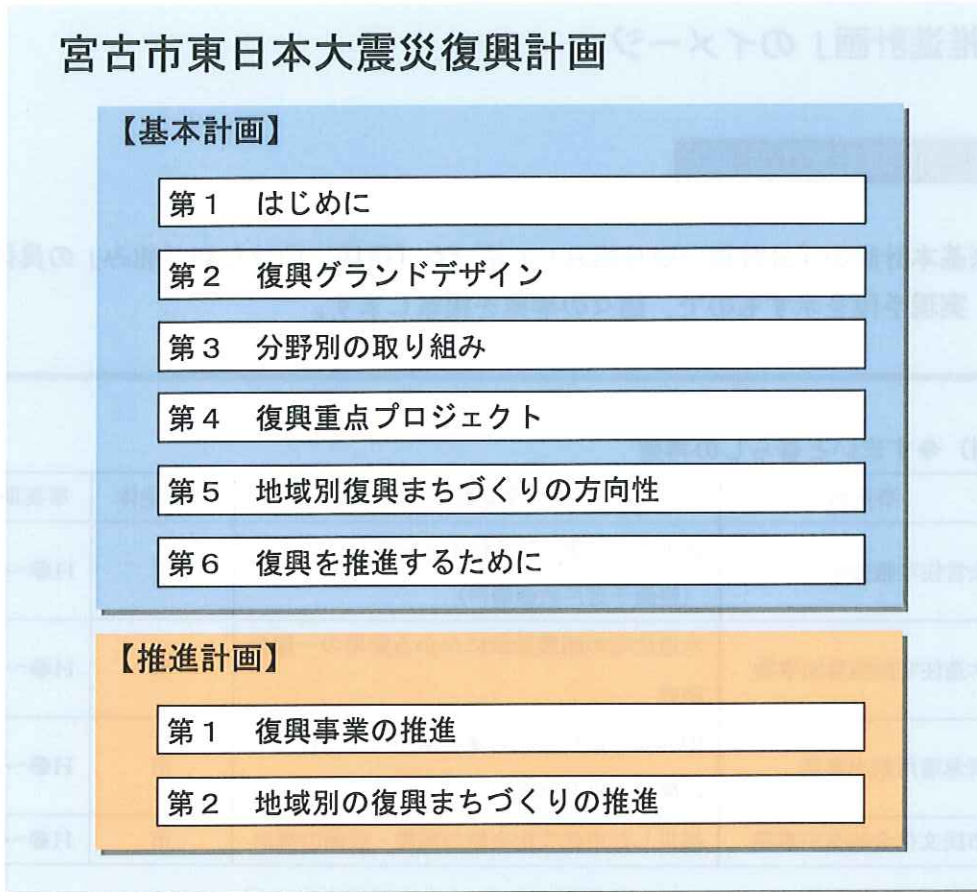 宮古市東日本大震災復興計画
【基本計画】
第1 はじめに
第2 復興グランドデザイン
第3 分野別の取り組み
第4 復興重点プロジェクト
第5 地域別復興まちづくりの方向性
第6 復興を推進するために
【推進計画】
第1 復興事業の推進
第2 地域別の復興まちづくりの推進